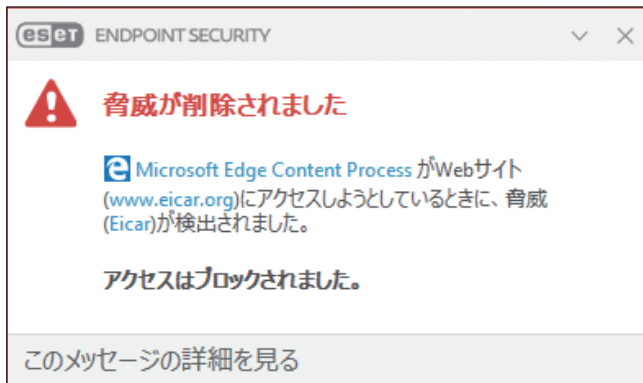 eset ENDPOINT SECURITY
脅威が削除されました
Microsoft Edge Content Process がWebサイト
(www.eicar.org)にアクセスしようとしているときに、脅威
(Eicar)が検出されました。
アクセスはブロックされました。
このメッセージの詳細を見る